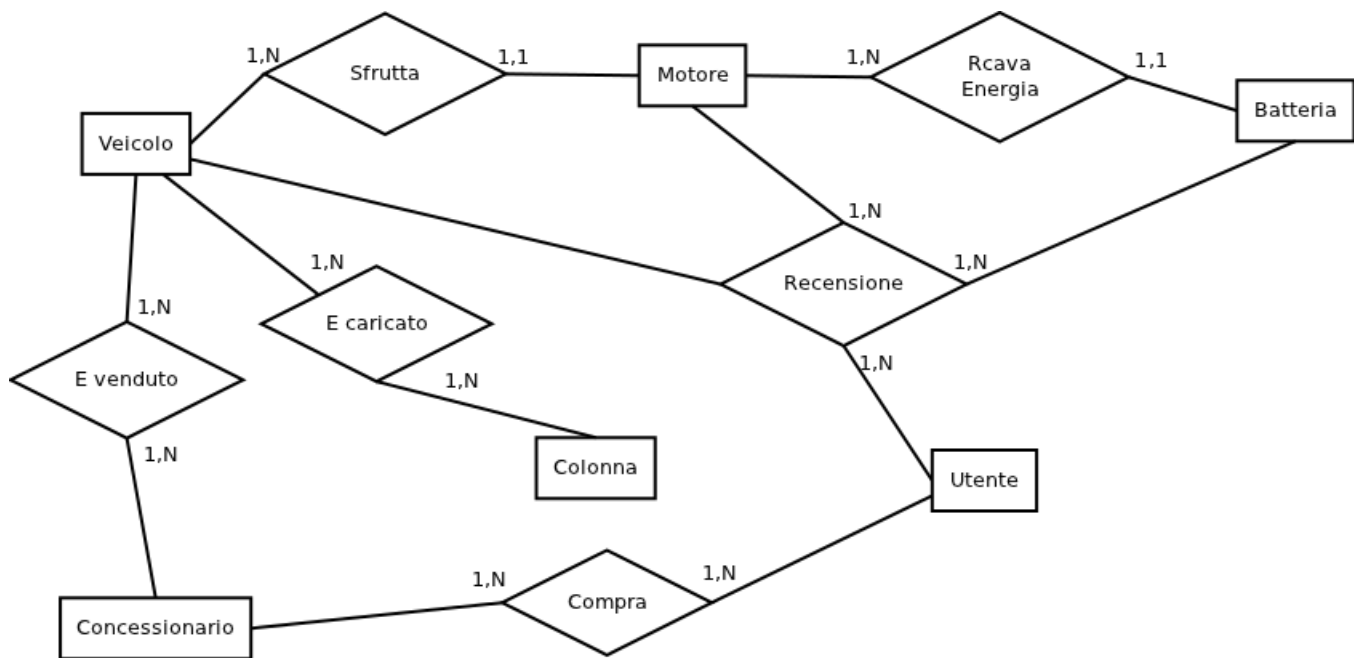 1,N
Sfrutta
1,1
Motore
1,N
Rcava
Energia
1,1
Batteria
Veicolo
1,N
1,N
Recensione
1,N
E caricato
1,N
1,N
E venduto
1,N
1,N
1,N
Colonna
Utente
1,N
Compra
1,N
Concessionario